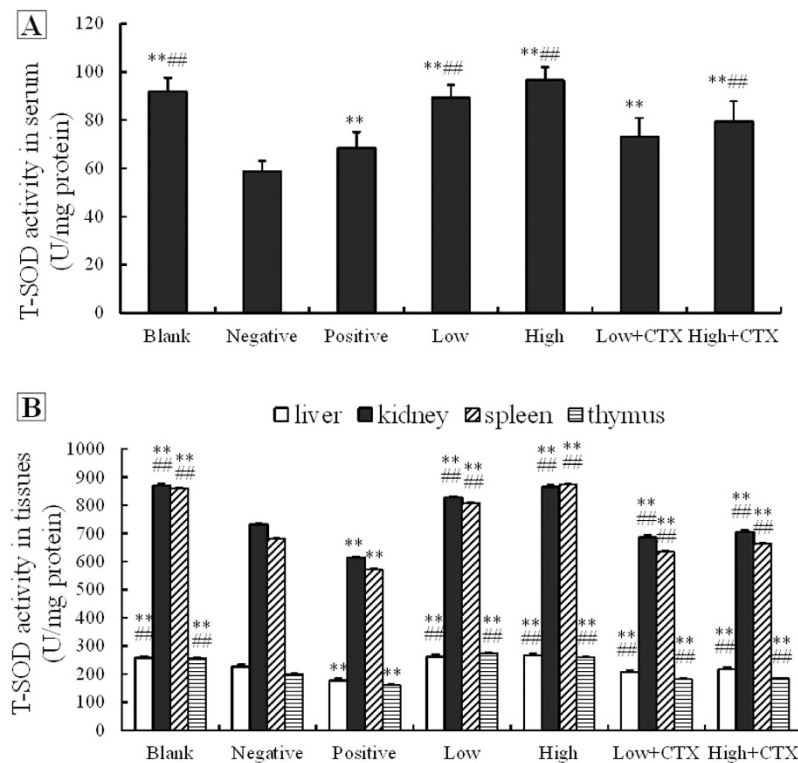 A
T-SOD activity in serum
(U/mg protein)
120
100
80
60
40
20
0
**## ** **## **## ** **##
Blank Negative Positive Low High Low+CTX High+CTX
B
liver kidney spleen thymus
T-SOD activity in tissues
(U/mg protein)
1000
900
800
700
600
500
400
300
200
100
0
** ** ** ** ** **
## ## ## ## ## ##
** ** ** **
## ## ## ##
** **
** ** ** ** ** **
## ## ## ## ## ##
** ** ** **
## ## ## ##
** **
Blank Negative Positive Low High Low+CTX High+CTX